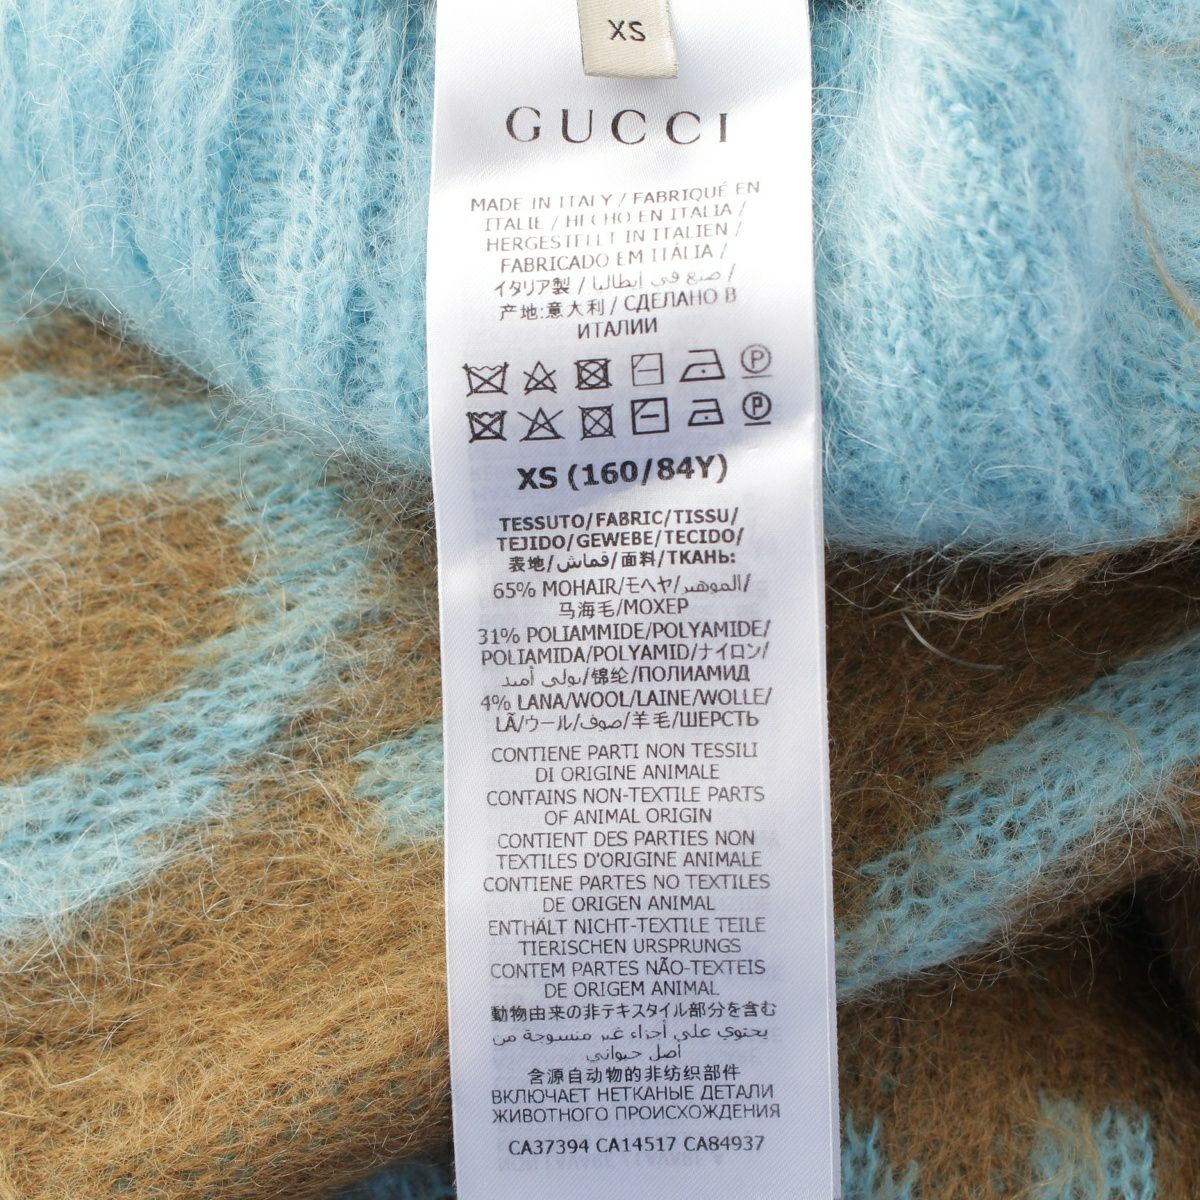 XS
GUCCI
MADE IN ITALY / FABRIQUÉ EN
ITALIE / HECHO EN ITALIA /
HERGESTELLT IN ITALIEN /
FABRICADO EM ITÁLIA /
イタリア製 / صنع في إيطاليا /
产地:意大利 / СДЕЛАНО В
ИТАЛИИ
P
P
XS (160/84Y)
TESSUTO/FABRIC/TISSU/
TEJIDO/GEWEBE/TECIDO/
表地/قماش/面料/ТКАНЬ:
65% MOHAIR/モヘヤ/الموهير/
马海毛/МОХЕР
31% POLIAMMIDE/POLYAMIDE/
POLIAMIDA/POLYAMID/ナイロン/
بولي أميد/锦纶/ПОЛИАМИД
4% LANA/WOOL/LAINE/WOLLE/
LÃ/ウール/صوف/羊毛/ШЕРСТЬ
CONTIENE PARTI NON TESSILI
DI ORIGINE ANIMALE
CONTAINS NON-TEXTILE PARTS
OF ANIMAL ORIGIN
CONTIENT DES PARTIES NON
TEXTILES D'ORIGINE ANIMALE
CONTIENE PARTES NO TEXTILES
DE ORIGEN ANIMAL
ENTHÄLT NICHT-TEXTILE TEILE
TIERISCHEN URSPRUNGS
CONTEM PARTES NÃO-TEXTEIS
DE ORIGEM ANIMAL
動物由来の非テキスタイル部分を含む
يحتوي على أجزاء غير منسوجة من
أصل حيواني
含源自动物的非纺织部件
ВКЛЮЧАЕТ НЕТКАНЫЕ ДЕТАЛИ
ЖИВОТНОГО ПРОИСХОЖДЕНИЯ
CA37394 CA14517 CA84937